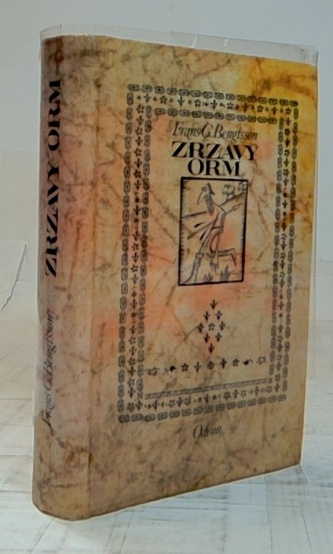 Frans G. Bengtsson
ZRZAVÝ
ORM
Odeon
ZRZAVÝ ORM
Frans G. Bengtsson